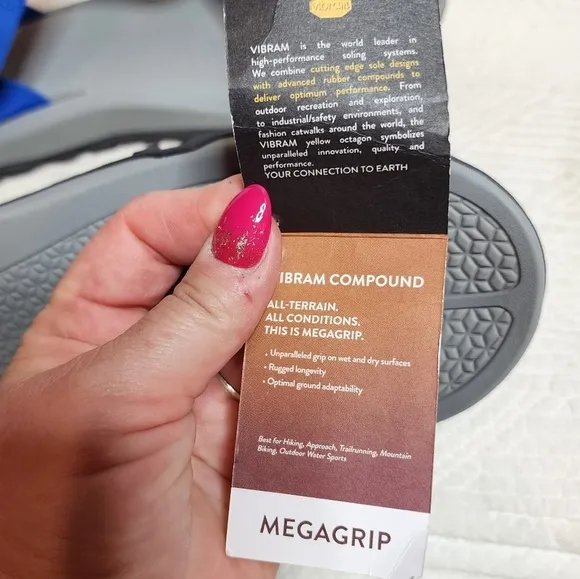 vibram
VIBRAM is the world leader in
high-performance soling systems.
We combine cutting edge sole designs
with advanced rubber compounds to
deliver optimum performance. From
outdoor recreation and exploration,
to industrial/safety environments, and
fashion catwalks around the world, the
VIBRAM yellow octagon symbolizes
unparalleled innovation, quality and
performance.
YOUR CONNECTION TO EARTH
IBRAM COMPOUND
ALL-TERRAIN.
ALL CONDITIONS.
THIS IS MEGAGRIP.
• Unparalleled grip on wet and dry surfaces
• Rugged longevity
• Optimal ground adaptability
Best for Hiking, Approach, Trailrunning, Mountain
Biking, Outdoor Water Sports
MEGAGRIP